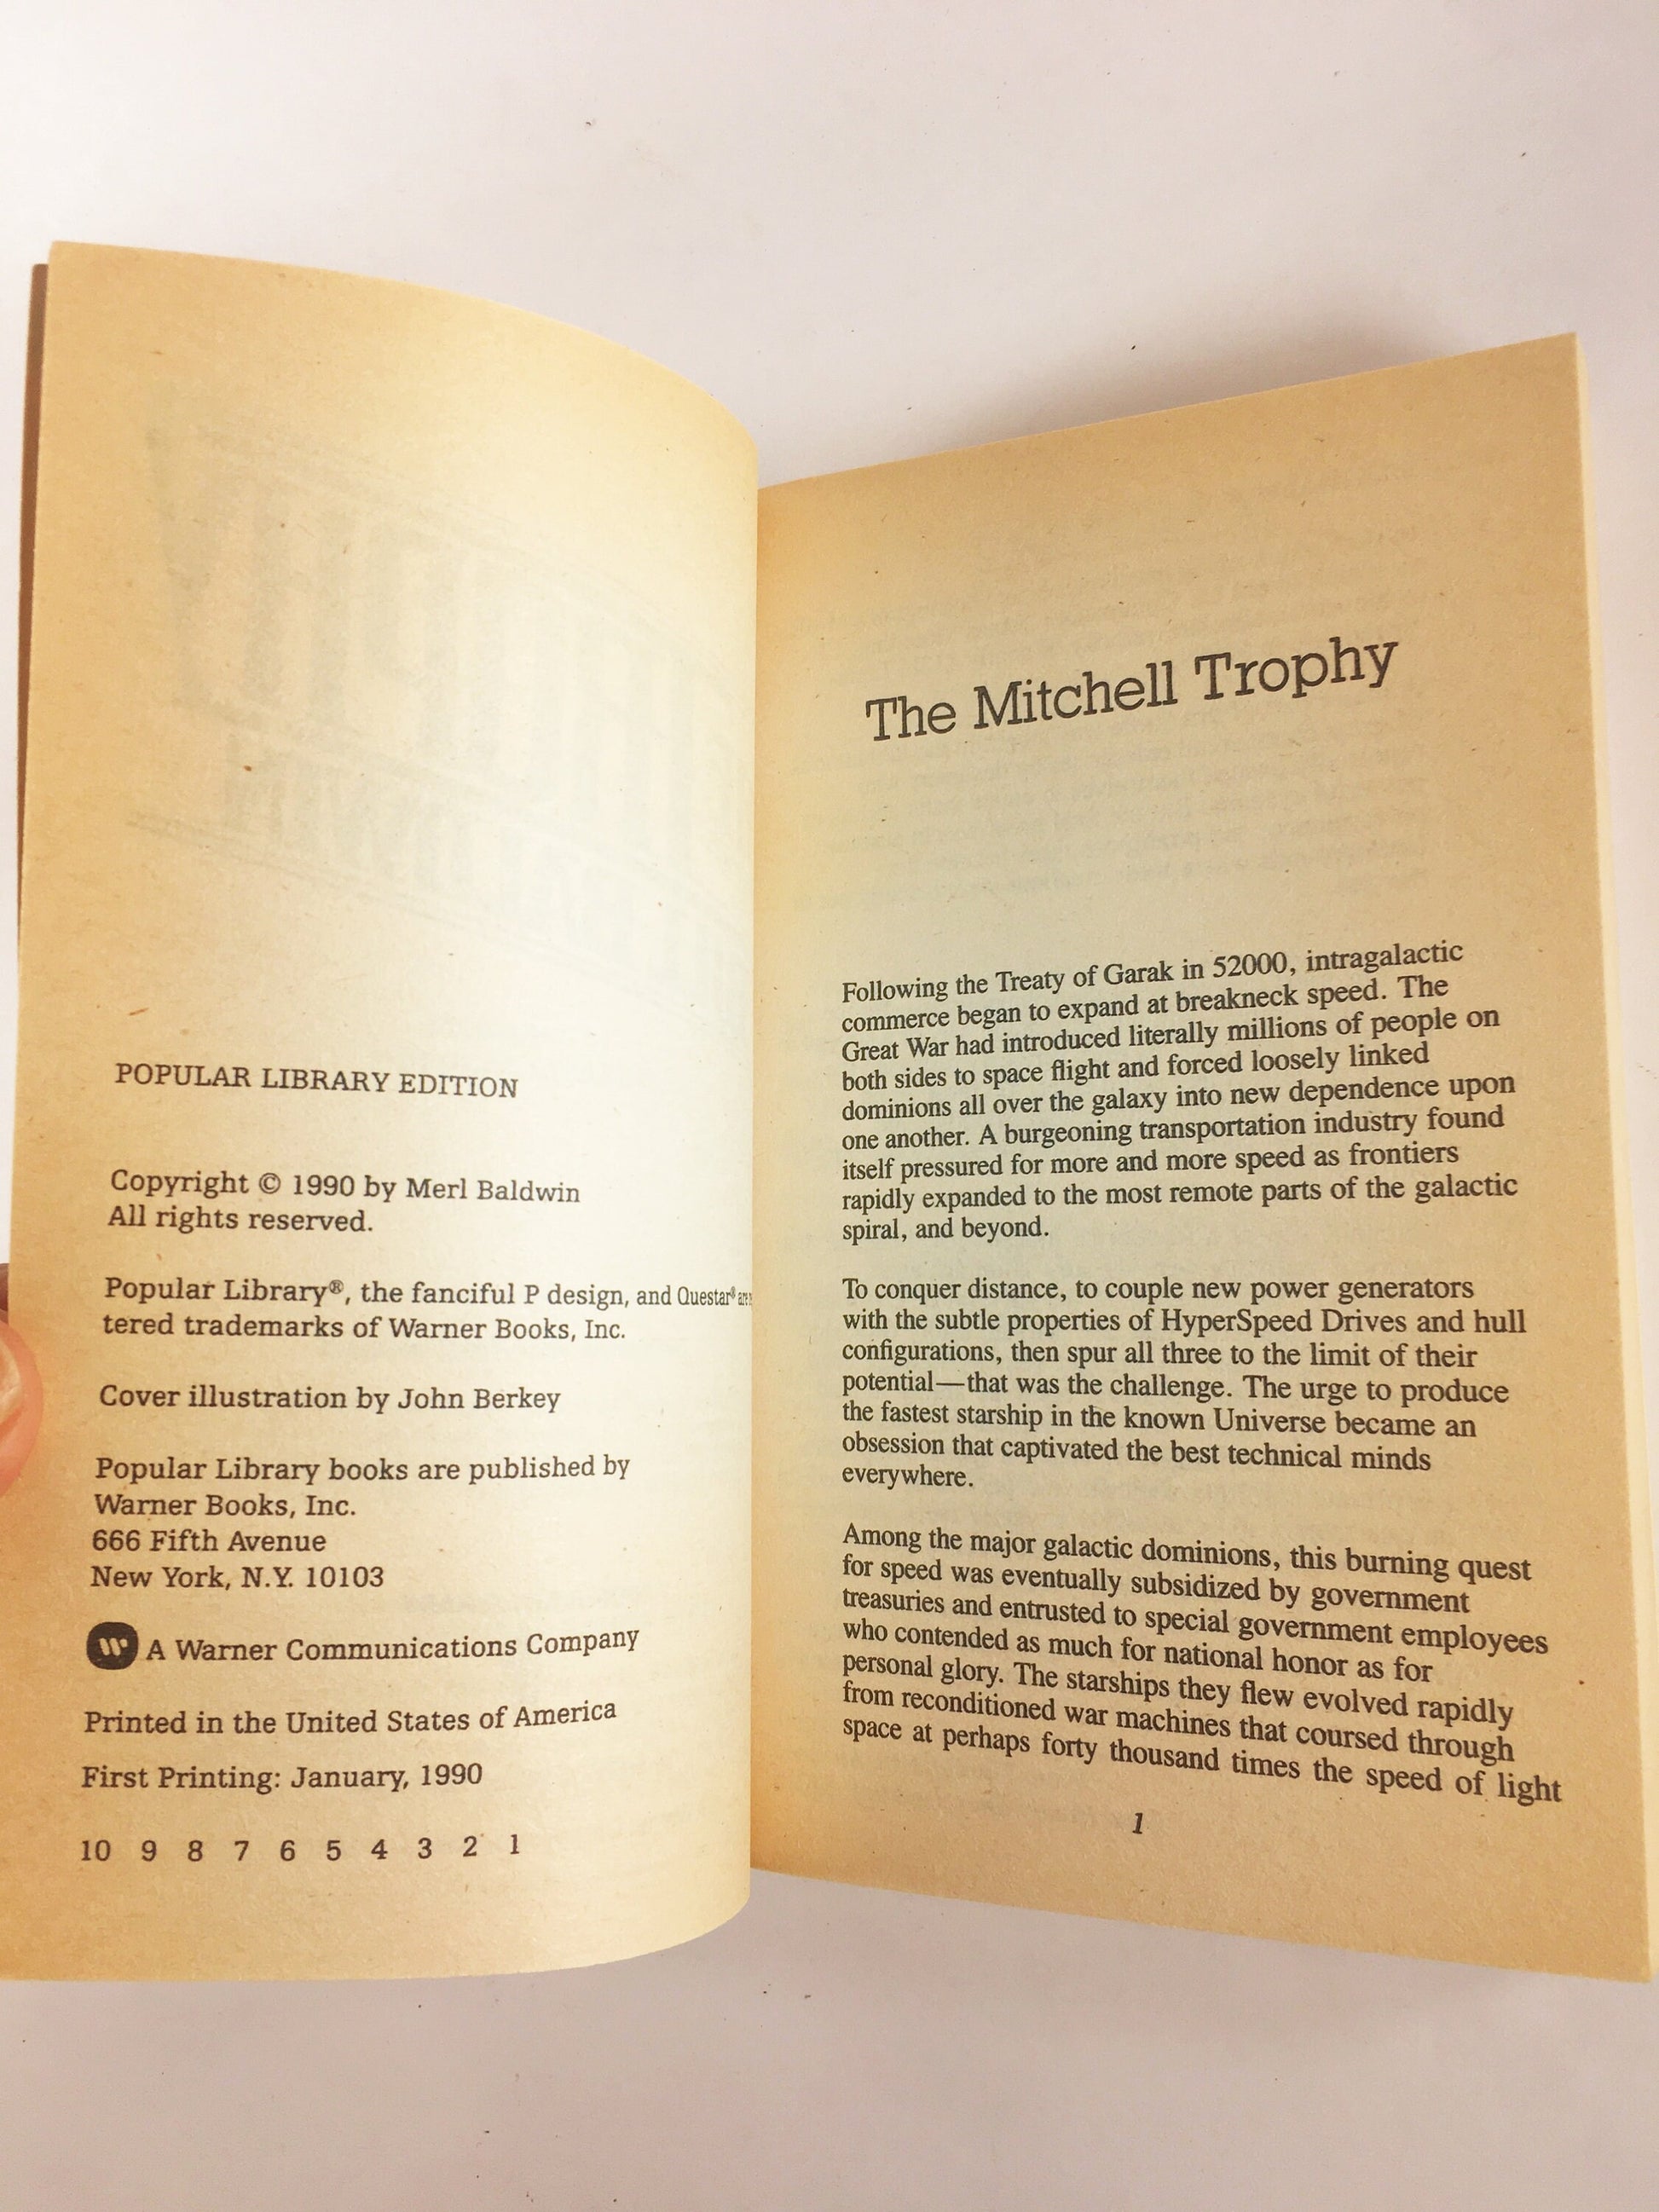 POPULAR LIBRARY EDITION
Copyright © 1990 by Merl Baldwin
All rights reserved.
Popular Library®, the fanciful P design, and Questar® are
tered trademarks of Warner Books, Inc.
Cover illustration by John Berkey
Popular Library books are published by
Warner Books, Inc.
666 Fifth Avenue
New York, N.Y. 10103
A Warner Communications Company
Printed in the United States of America
First Printing: January, 1990
10 9 8 7 6 5 4 3 2 1
The Mitchell Trophy
Following the Treaty of Garak in 52000, intragalactic
commerce began to expand at breakneck speed. The
Great War had introduced literally millions of people on
both sides to space flight and forced loosely linked
dominions all over the galaxy into new dependence upon
one another. A burgeoning transportation industry found
itself pressured for more and more speed as frontiers
rapidly expanded to the most remote parts of the galactic
spiral, and beyond.
To conquer distance, to couple new power generators
with the subtle properties of HyperSpeed Drives and hull
configurations, then spur all three to the limit of their
potential—that was the challenge. The urge to produce
the fastest starship in the known Universe became an
obsession that captivated the best technical minds
everywhere.
Among the major galactic dominions, this burning quest
for speed was eventually subsidized by government
treasuries and entrusted to special government employees
who contended as much for national honor as for
personal glory. The starships they flew evolved rapidly
from reconditioned war machines that coursed through
space at perhaps forty thousand times the speed of light
1